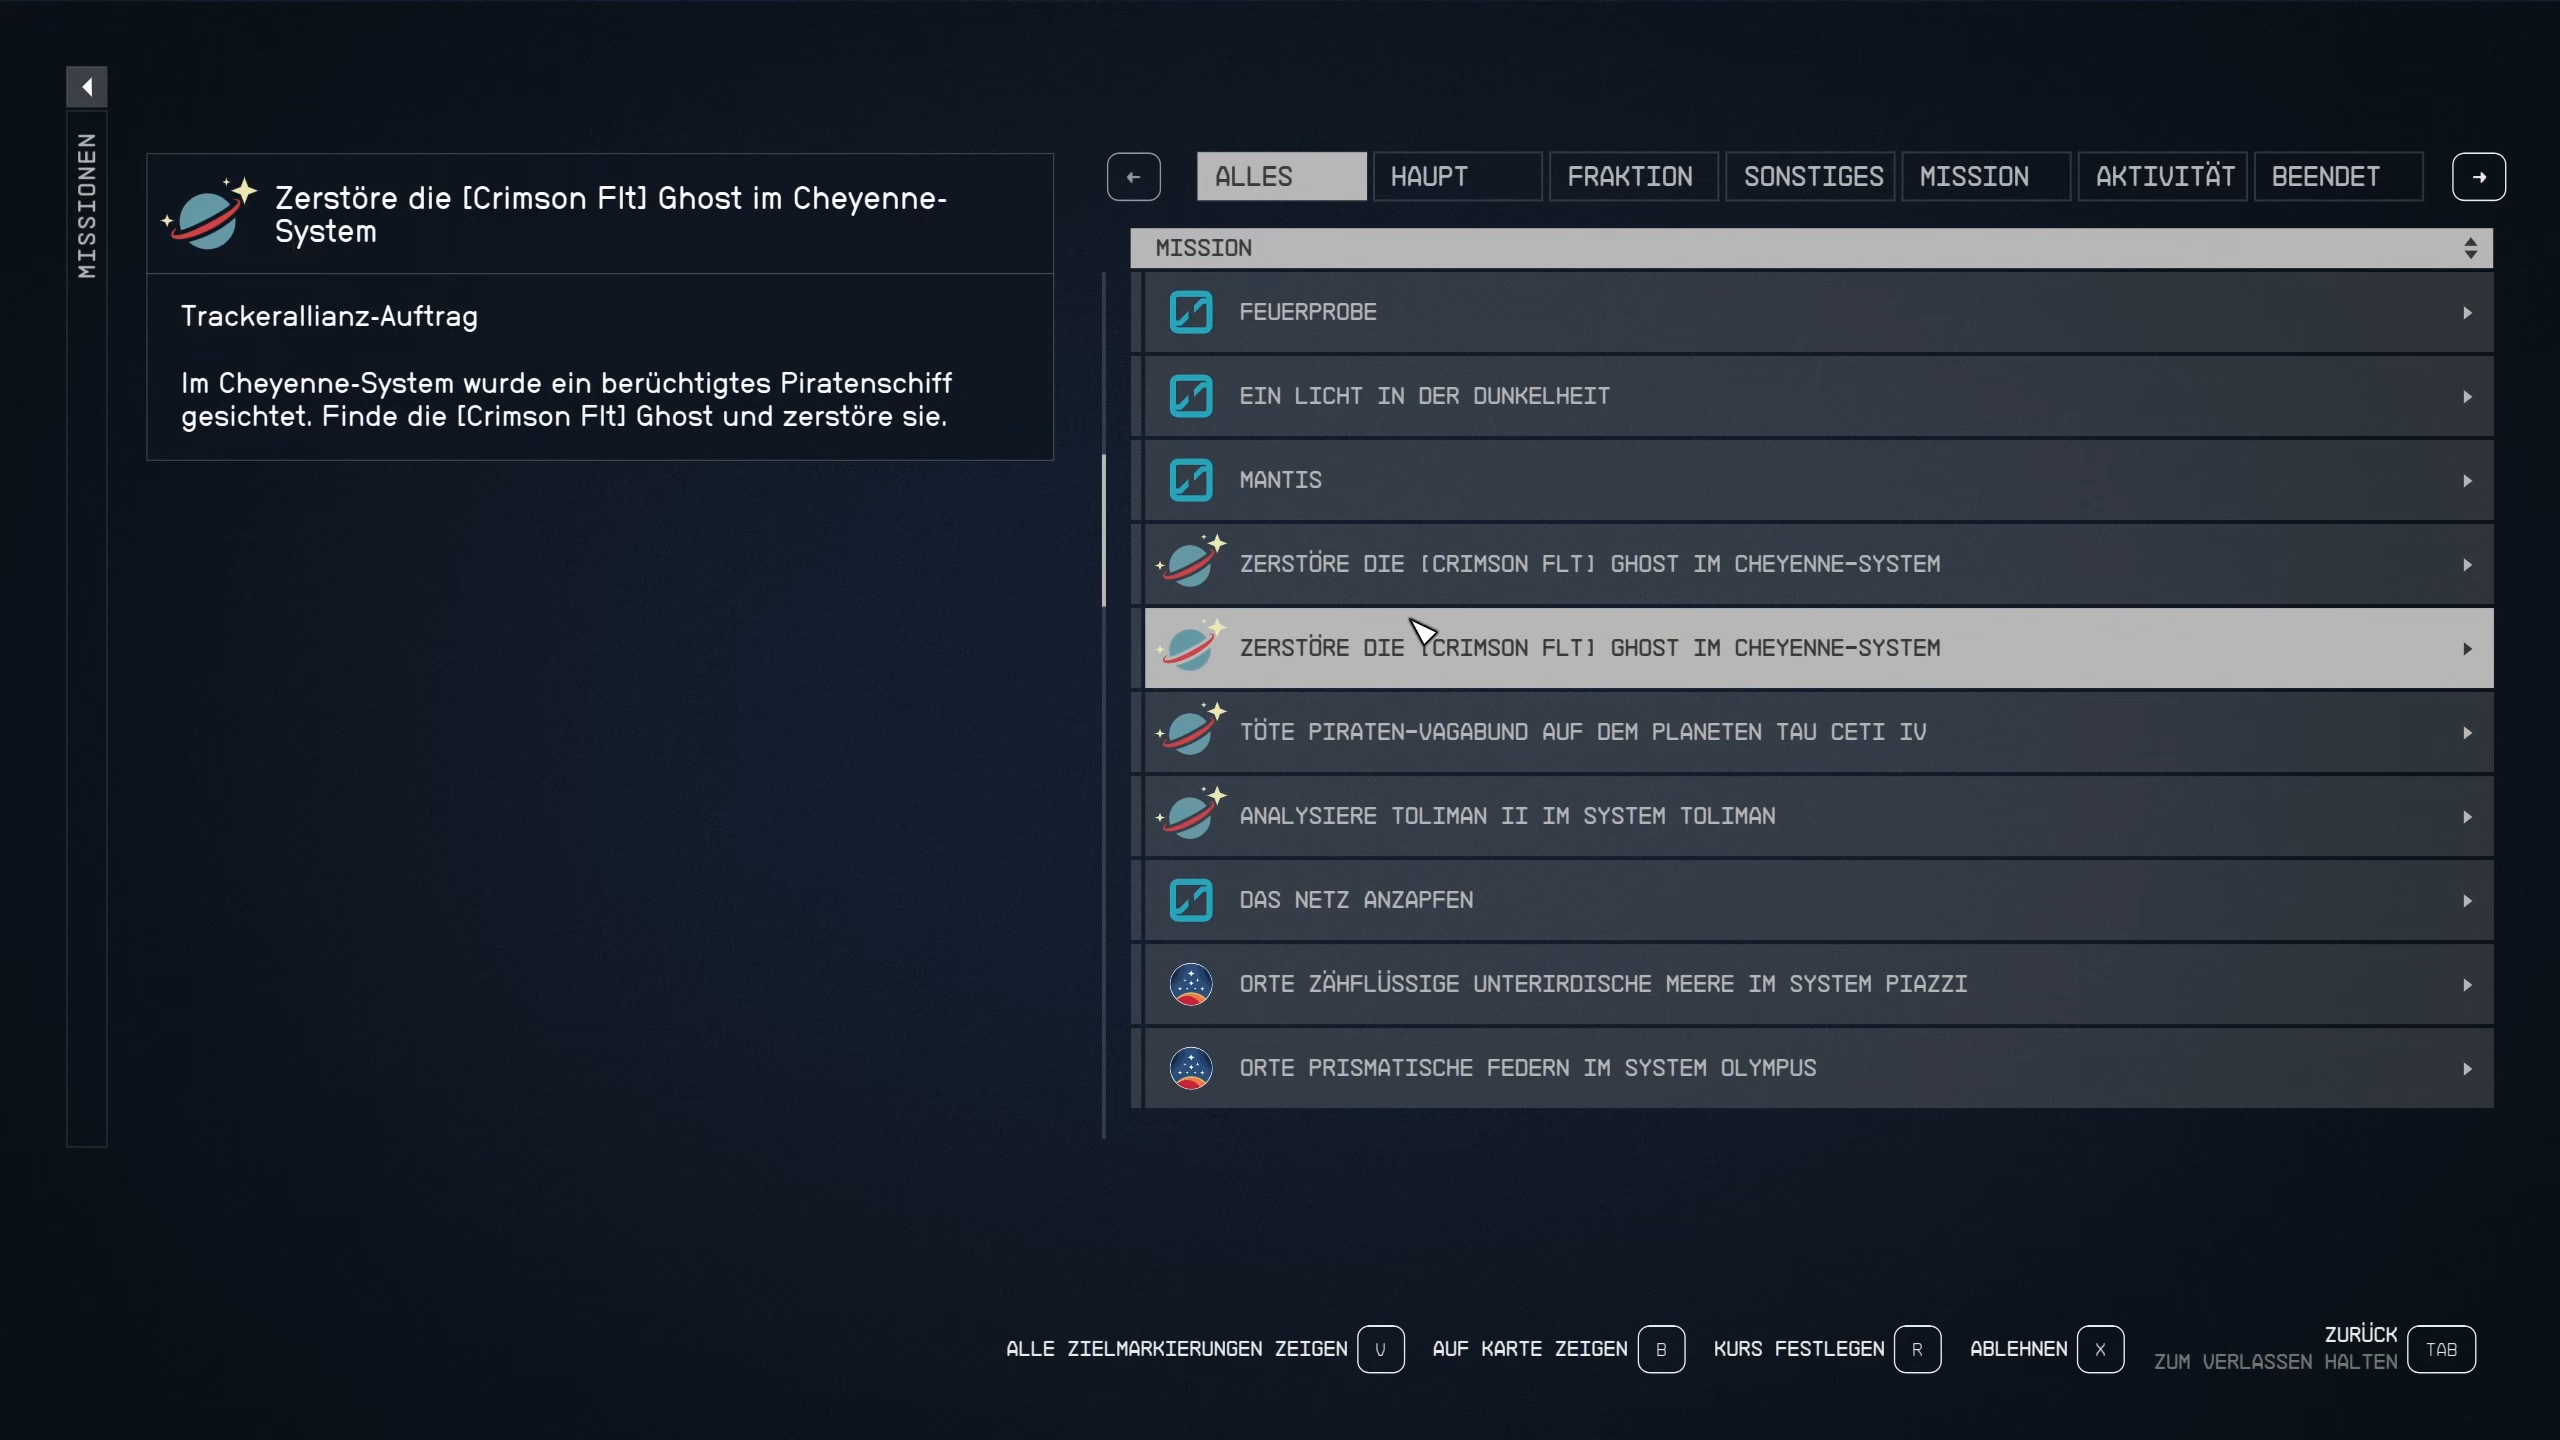 MISSIONEN
Zerstöre die [Crimson Flt] Ghost im Cheyenne-
System
Trackerallianz-Auftrag
Im Cheyenne-System wurde ein berüchtigtes Piratenschiff
gesichtet. Finde die [Crimson Flt] Ghost und zerstöre sie.
ALLES HAUPT FRAKTION SONSTIGES MISSION AKTIVITÄT BEENDET
MISSION
FEUERPROBE
EIN LICHT IN DER DUNKELHEIT
MANTIS
ZERSTÖRE DIE [CRIMSON FLT] GHOST IM CHEYENNE-SYSTEM
ZERSTÖRE DIE [CRIMSON FLT] GHOST IM CHEYENNE-SYSTEM
TÖTE PIRATEN-VAGABUND AUF DEM PLANETEN TAU CETI IV
ANALYSIERE TOLIMAN II IM SYSTEM TOLIMAN
DAS NETZ ANZAPFEN
ORTE ZÄHFLÜSSIGE UNTERIRDISCHE MEERE IM SYSTEM PIAZZI
ORTE PRISMATISCHE FEDERN IM SYSTEM OLYMPUS
ALLE ZIELMARKIERUNGEN ZEIGEN V AUF KARTE ZEIGEN B KURS FESTLEGEN R ABLEHNEN X ZURÜCK TAB
ZUM VERLASSEN HALTEN